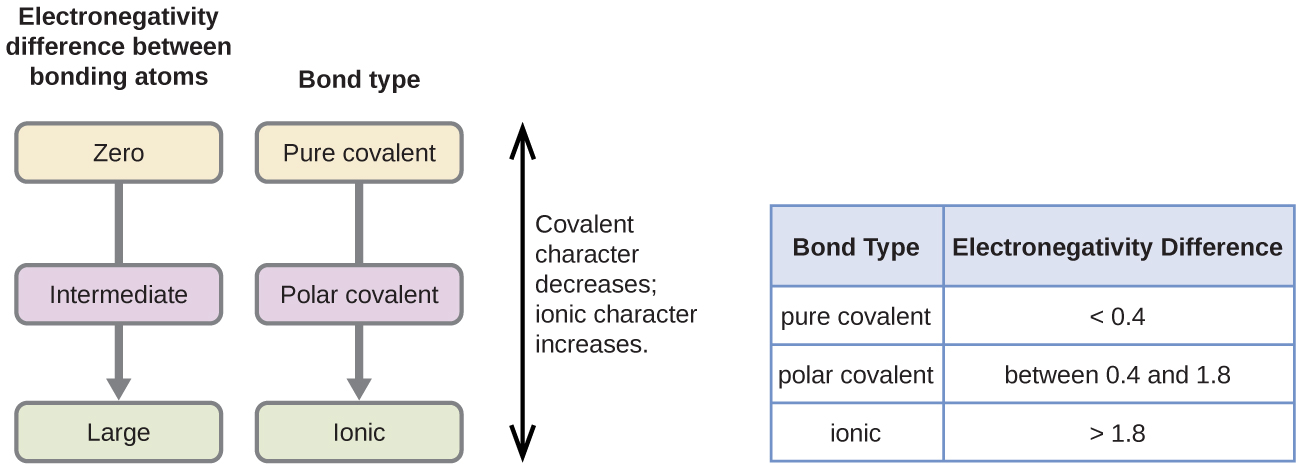 Electronegativity
difference between
bonding atoms
Bond type
Zero
Pure covalent
Intermediate
Polar covalent
Large
Ionic
Covalent
character
decreases;
ionic character
increases.
Bond Type
Electronegativity Difference
pure covalent
< 0.4
polar covalent
between 0.4 and 1.8
ionic
> 1.8